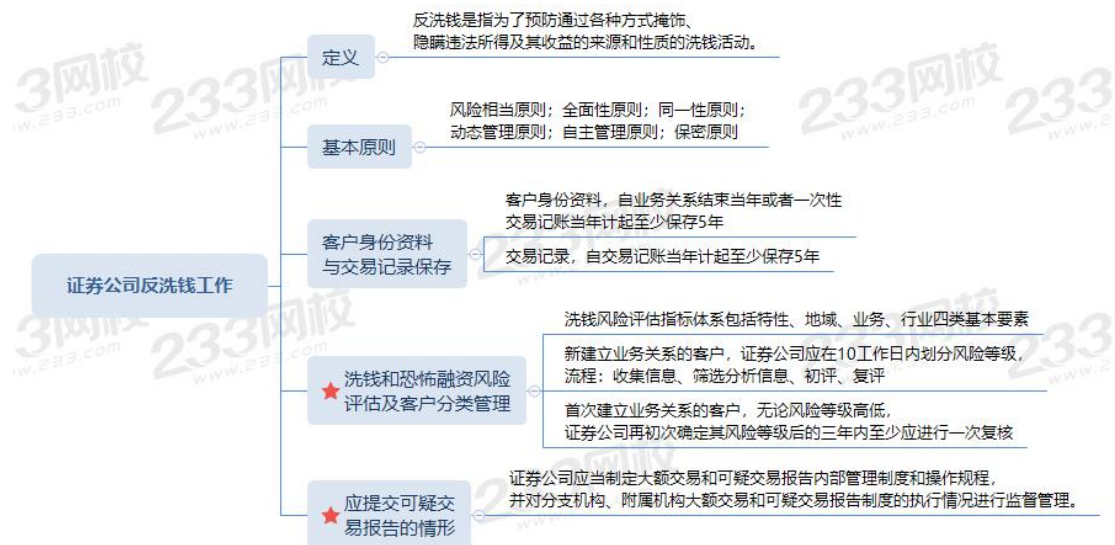 证券公司反洗钱工作
定义
反洗钱是指为了预防通过各种方式掩饰、
隐瞒违法所得及其收益的来源和性质的洗钱活动。
基本原则
风险相当原则；全面性原则；同一性原则；
动态管理原则；自主管理原则；保密原则
客户身份资料
与交易记录保存
客户身份资料，自业务关系结束当年或者一次性
交易记账当年计起至少保存5年
交易记录，自交易记账当年计起至少保存5年
洗钱和恐怖融资风险
评估及客户分类管理
洗钱风险评估指标体系包括特性、地域、业务、行业四类基本要素
新建立业务关系的客户，证券公司应在10工作日内划分风险等级，
流程：收集信息、筛选分析信息、初评、复评
首次建立业务关系的客户，无论风险等级高低，
证券公司再初次确定其风险等级后的三年内至少应进行一次复核
应提交可疑交
易报告的情形
证券公司应当制定大额交易和可疑交易报告内部管理制度和操作规程，
并对分支机构、附属机构大额交易和可疑交易报告制度的执行情况进行监督管理。
233网校
www.233.com